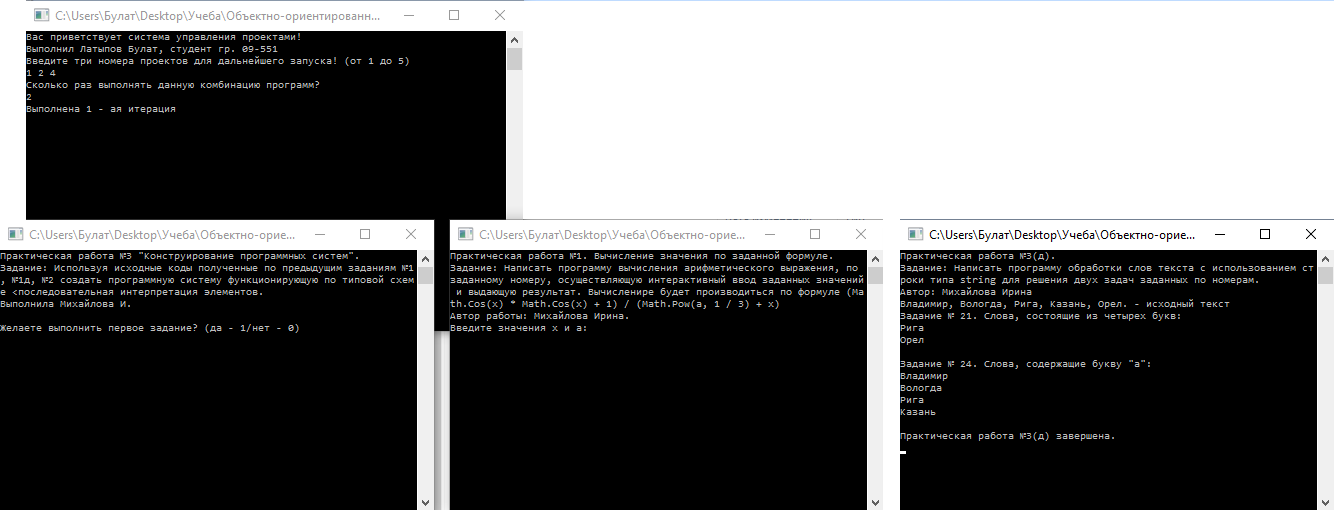 C:\Users\Булат\Desktop\Учеба\Объектно-ориентированн...
Вас приветствует система управления проектами!
Выполнил Латыпов Булат, студент гр. 09-551
Введите три номера проектов для дальнейшего запуска! (от 1 до 5)
1 2 4
Сколько раз выполнять данную комбинацию программ?
2
Выполнена 1 - ая итерация
C:\Users\Булат\Desktop\Учеба\Объектно-орие...
Практическая работа №3 "Конструирование программных систем".
Задание: Используя исходные коды полученные по предыдущим заданиям №1
, №1д, №2 создать программную систему функционирующую по типовой схем
е <последовательная интерпретация элементов.
Выполнила Михайлова И.
Желаете выполнить первое задание? (да - 1/нет - 0)
C:\Users\Булат\Desktop\Учеба\Объектно-орие...
Практическая работа №1. Вычисление значения по заданной формуле.
Задание: Написать программу вычисления арифметического выражения, по
заданному номеру, осуществляющую интерактивный ввод заданных значений
и выдающую результат. Вычисленире будет производиться по формуле (Ma
th.Cos(x) * Math.Cos(x) + 1) / (Math.Pow(a, 1 / 3) + x)
Автор работы: Михайлова Ирина.
Введите значения x и a:
C:\Users\Булат\Desktop\Учеба\Объектно-орие...
Практическая работа №3(д).
Задание: Написать программу обработки слов текста с использованием ст
роки типа string для решения двух задач заданных по номерам.
Автор: Михайлова Ирина
Владимир, Вологда, Рига, Казань, Орел. - исходный текст
Задание № 21. Слова, состоящие из четырех букв:
Рига
Орел
Задание № 24. Слова, содержащие букву "а":
Владимир
Вологда
Рига
Казань
Практическая работа №3(д) завершена.